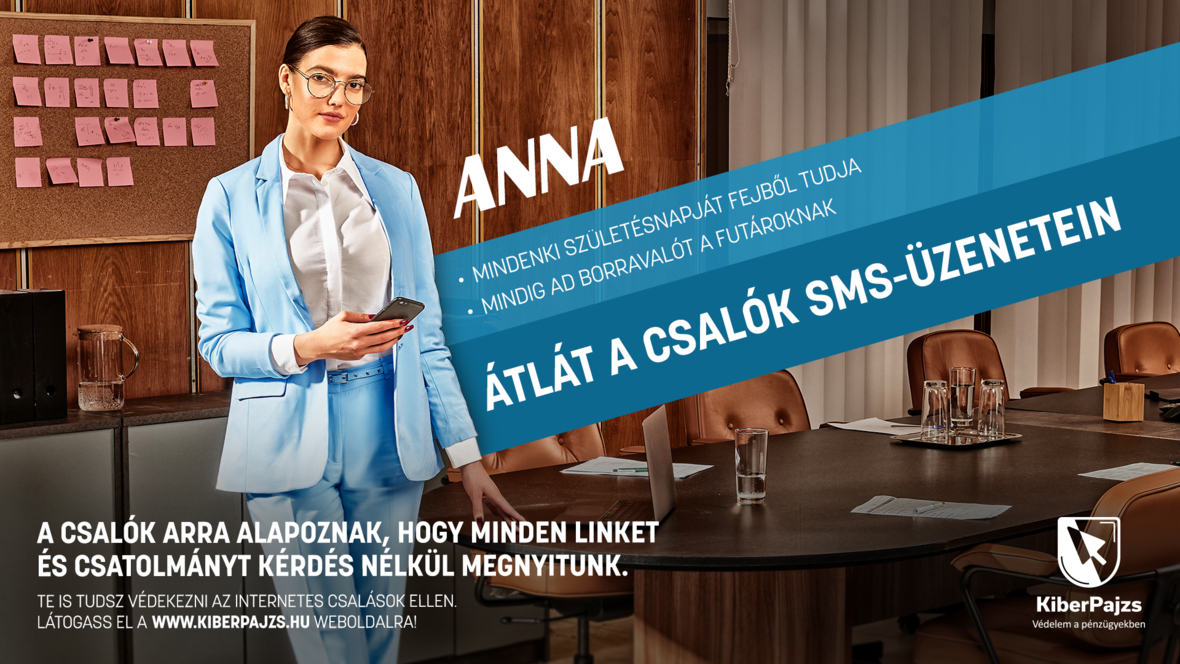 ANNA
• MINDENKI SZÜLETÉSNAPJÁT FEJBŐL TUDJA
• MINDIG AD BORRAVALÓT A FUTÁROKNAK
ÁTLÁT A CSALÓK SMS-ÜZENETEIN
A CSALÓK ARRA ALAPOZNAK, HOGY MINDEN LINKET
ÉS CSATOLMÁNYT KÉRDÉS NÉLKÜL MEGNYITUNK.
TE IS TUDSZ VÉDEKEZNI AZ INTERNETES CSALÁSOK ELLEN.
LÁTOGASS EL A WWW.KIBERPAJZS.HU WEBOLDALRA!
KiberPajzs
Védelem a pénzügyekben